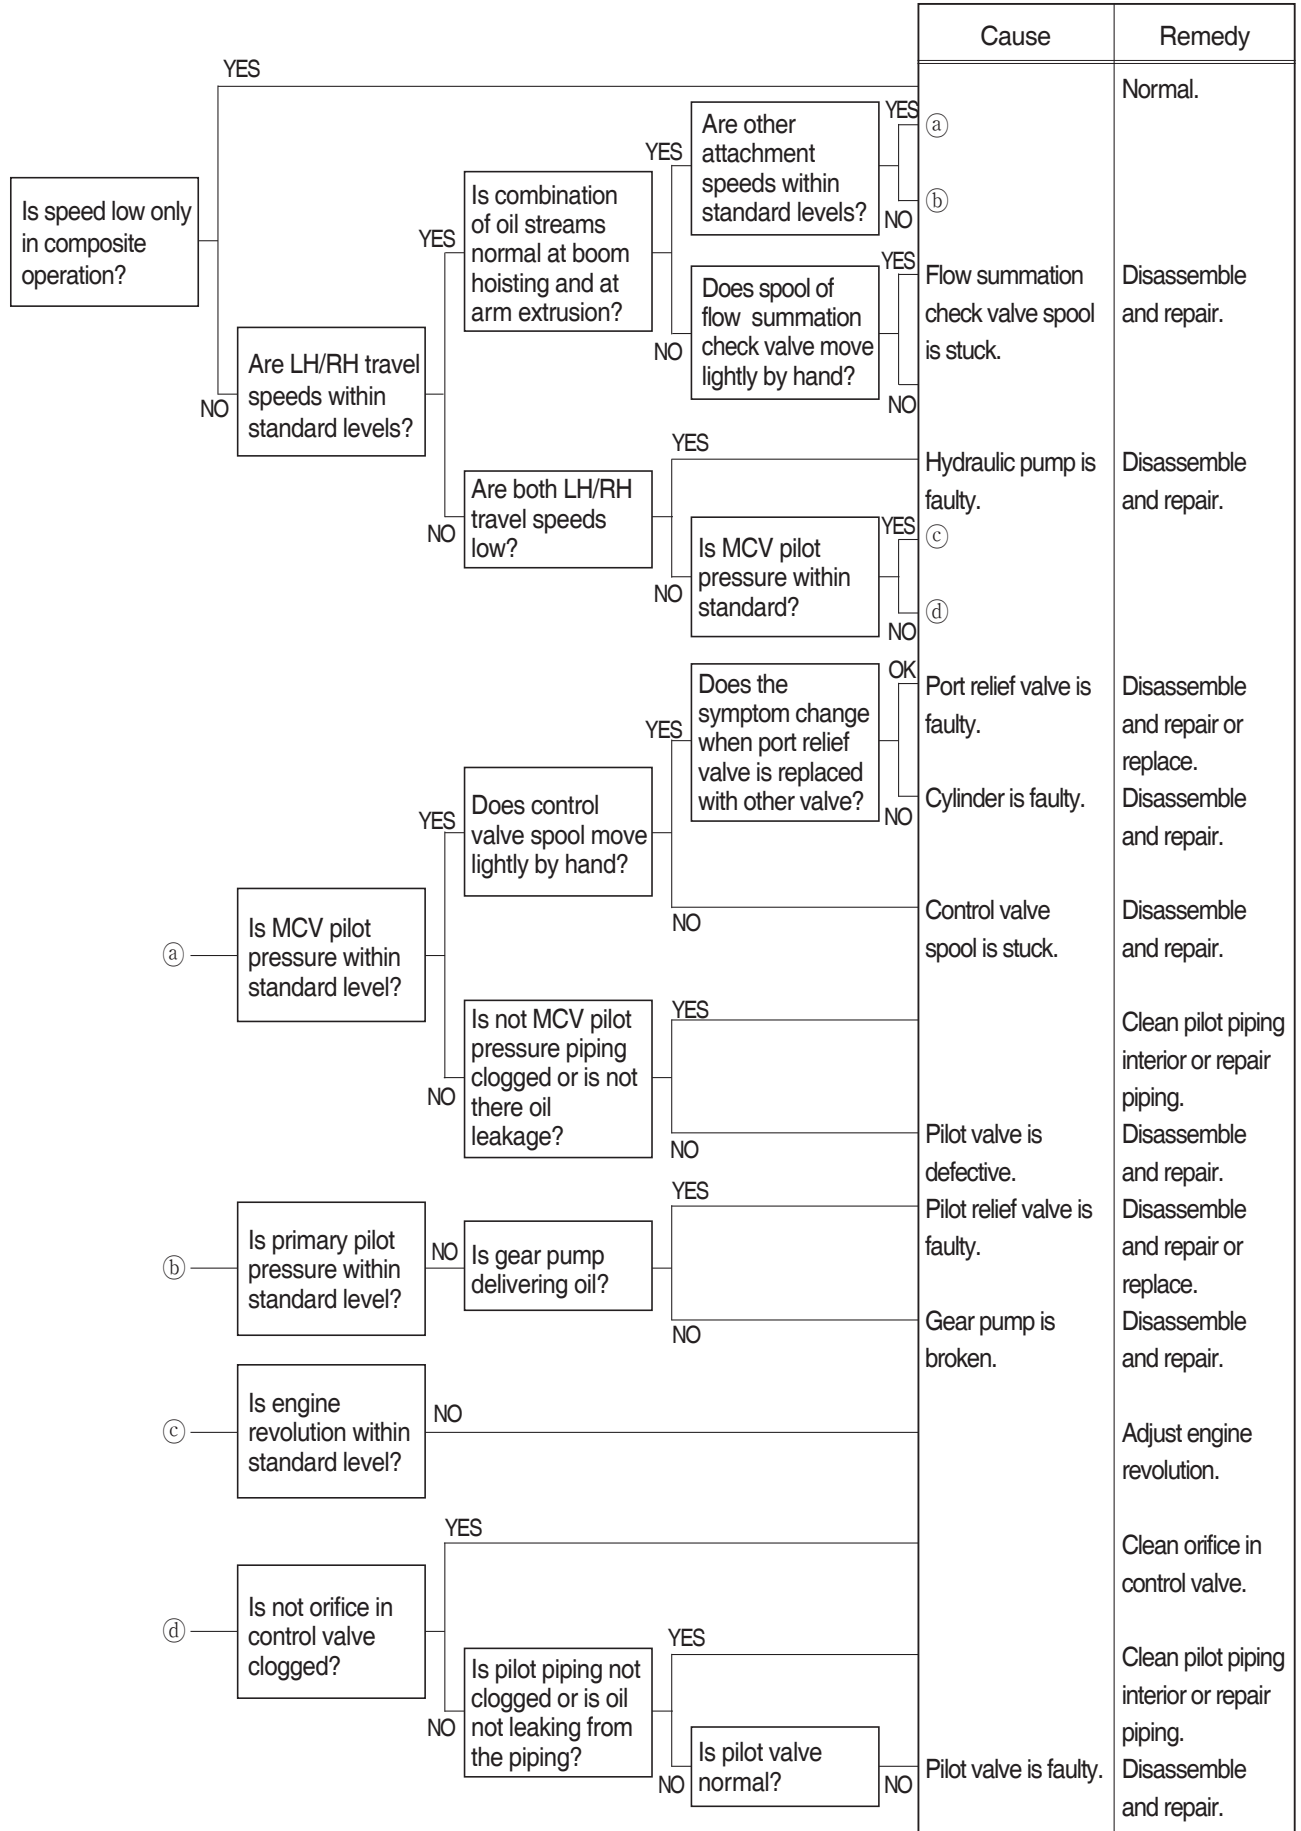 Cause
Remedy
YES
Normal.
Is speed low only
in composite
operation?
NO
Are LH/RH travel
speeds within
standard levels?
YES
Is combination
of oil streams
normal at boom
hoisting and at
arm extrusion?
YES
Are other
attachment
speeds within
standard levels?
YES
ⓐ
NO
ⓑ
NO
Does spool of
flow summation
check valve move
lightly by hand?
YES
Flow summation
check valve spool
is stuck.
Disassemble
and repair.
NO
NO
Are both LH/RH
travel speeds
low?
YES
Hydraulic pump is
faulty.
Disassemble
and repair.
NO
Is MCV pilot
pressure within
standard?
YES
ⓒ
NO
ⓓ
ⓐ
Is MCV pilot
pressure within
standard level?
YES
Does control
valve spool move
lightly by hand?
YES
Does the
symptom change
when port relief
valve is replaced
with other valve?
OK
Port relief valve is
faulty.
Disassemble
and repair or
replace.
NO
Cylinder is faulty.
Disassemble
and repair.
NO
Control valve
spool is stuck.
Disassemble
and repair.
NO
Is not MCV pilot
pressure piping
clogged or is not
there oil
leakage?
YES
Clean pilot piping
interior or repair
piping.
NO
Pilot valve is
defective.
Disassemble
and repair.
ⓑ
Is primary pilot
pressure within
standard level?
NO
Is gear pump
delivering oil?
YES
Pilot relief valve is
faulty.
Disassemble
and repair or
replace.
NO
Gear pump is
broken.
Disassemble
and repair.
ⓒ
Is engine
revolution within
standard level?
NO
Adjust engine
revolution.
ⓓ
Is not orifice in
control valve
clogged?
YES
Clean orifice in
control valve.
NO
Is pilot piping not
clogged or is oil
not leaking from
the piping?
YES
Clean pilot piping
interior or repair
piping.
NO
Is pilot valve
normal?
NO
Pilot valve is faulty.
Disassemble
and repair.